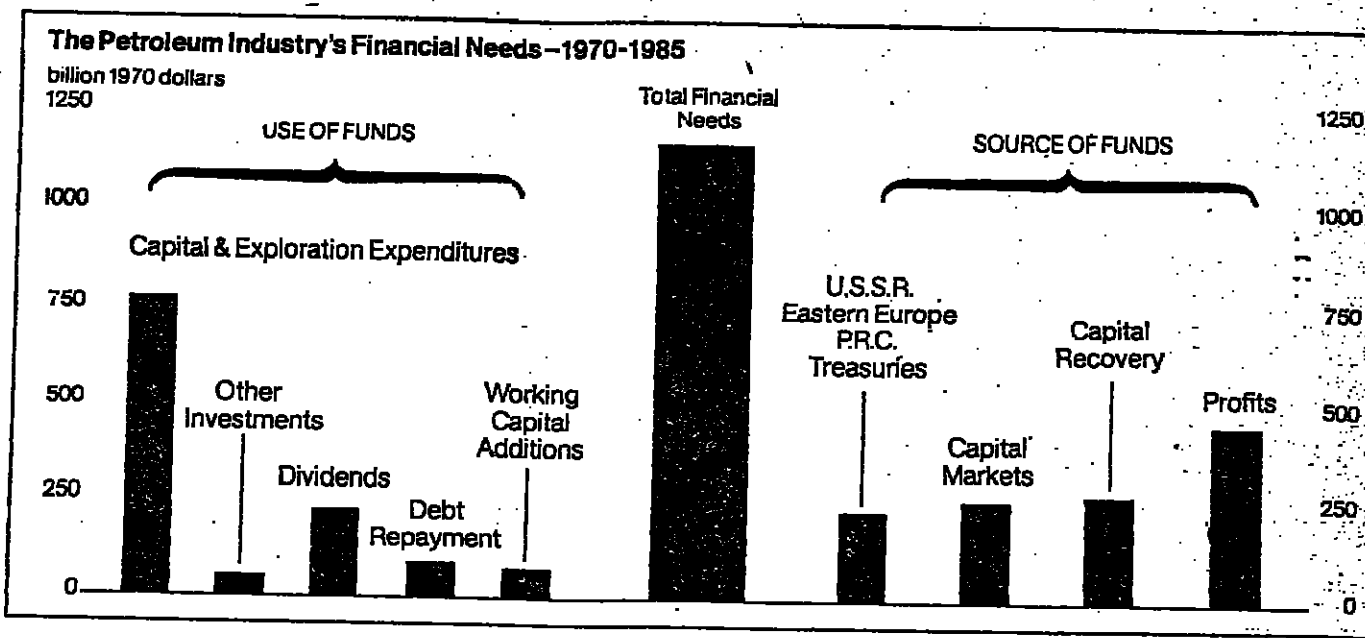 The Petroleum Industry's Financial Needs–1970-1985
billion 1970 dollars
1250
1000
750
500
250
0
USE OF FUNDS
Capital & Exploration Expenditures
Other
Investments
Dividends
Debt
Repayment
Working
Capital
Additions
Total Financial
Needs
SOURCE OF FUNDS
U.S.S.R.
Eastern Europe
P.R.C.
Treasuries
Capital
Markets
Capital
Recovery
Profits
1250
1000
750
500
250
0